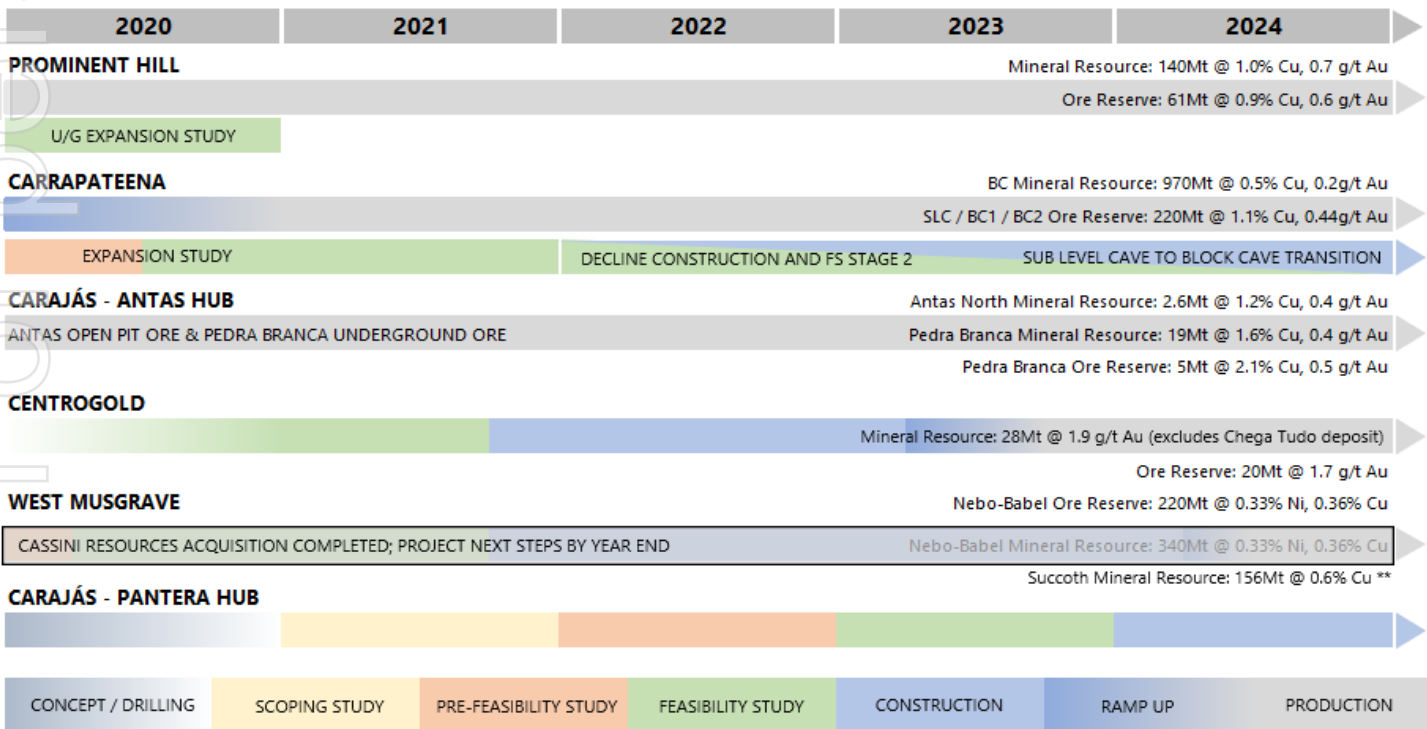 2020 2021 2022 2023 2024
PROMINENT HILL
Mineral Resource: 140Mt @ 1.0% Cu, 0.7 g/t Au
Ore Reserve: 61Mt @ 0.9% Cu, 0.6 g/t Au
U/G EXPANSION STUDY
CARRAPATEENA
BC Mineral Resource: 970Mt @ 0.5% Cu, 0.2g/t Au
SLC / BC1 / BC2 Ore Reserve: 220Mt @ 1.1% Cu, 0.44g/t Au
EXPANSION STUDY
DECLINE CONSTRUCTION AND FS STAGE 2
SUB LEVEL CAVE TO BLOCK CAVE TRANSITION
CARAJÁS - ANTAS HUB
Antas North Mineral Resource: 2.6Mt @ 1.2% Cu, 0.4 g/t Au
ANTAS OPEN PIT ORE & PEDRA BRANCA UNDERGROUND ORE
Pedra Branca Mineral Resource: 19Mt @ 1.6% Cu, 0.4 g/t Au
Pedra Branca Ore Reserve: 5Mt @ 2.1% Cu, 0.5 g/t Au
CENTROGOLD
Mineral Resource: 28Mt @ 1.9 g/t Au (excludes Chega Tudo deposit)
Ore Reserve: 20Mt @ 1.7 g/t Au
WEST MUSGRAVE
Nebo-Babel Ore Reserve: 220Mt @ 0.33% Ni, 0.36% Cu
CASSINI RESOURCES ACQUISITION COMPLETED; PROJECT NEXT STEPS BY YEAR END
Nebo-Babel Mineral Resource: 340Mt @ 0.33% Ni, 0.36% Cu
Succoth Mineral Resource: 156Mt @ 0.6% Cu **
CARAJÁS - PANTERA HUB
CONCEPT / DRILLING
SCOPING STUDY
PRE-FEASIBILITY STUDY
FEASIBILITY STUDY
CONSTRUCTION
RAMP UP
PRODUCTION